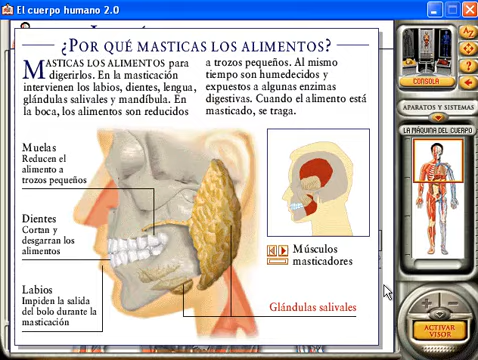 El cuerpo humano 2.0
¿POR QUÉ MASTICAS LOS ALIMENTOS?
MASTICAS LOS ALIMENTOS para
digerirlos. En la masticación
intervienen los labios, dientes, lengua,
glándulas salivales y mandíbula. En
la boca, los alimentos son reducidos
a trozos pequeños. Al mismo
tiempo son humedecidos y
expuestos a algunas enzimas
digestivas. Cuando el alimento está
masticado, se traga.
Muelas
Reducen el
alimento a
trozos pequeños
Dientes
Cortan y
desgarran los
alimentos
Labios
Impiden la salida
del bolo durante la
masticación
Músculos
masticadores
Glándulas salivales
CONSOLA
A/Z
?
APARATOS Y SISTEMAS
LA MÁQUINA DEL CUERPO
ACTIVAR
VISOR